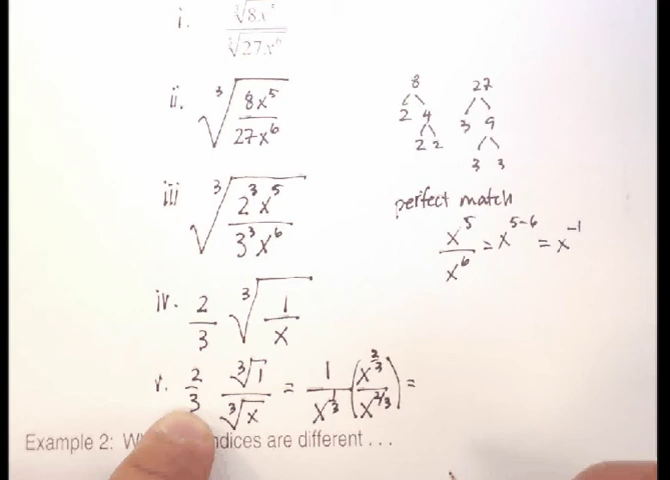 i. ∛8x⁵ / ∛27x⁶
ii. ∛(8x⁵ / 27x⁶)
8
2 4
2 2
27
3 9
3 3
iii ∛(2³x⁵ / 3³x⁶)
perfect match
x⁵/x⁶ = x⁵⁻⁶ = x⁻¹
iv. 2/3 ∛(1/x)
v. 2/3 ∛1/∛x = 1/x^(1/3) (x^(2/3)/x^(2/3)) =
Example 2: indices are different . . .